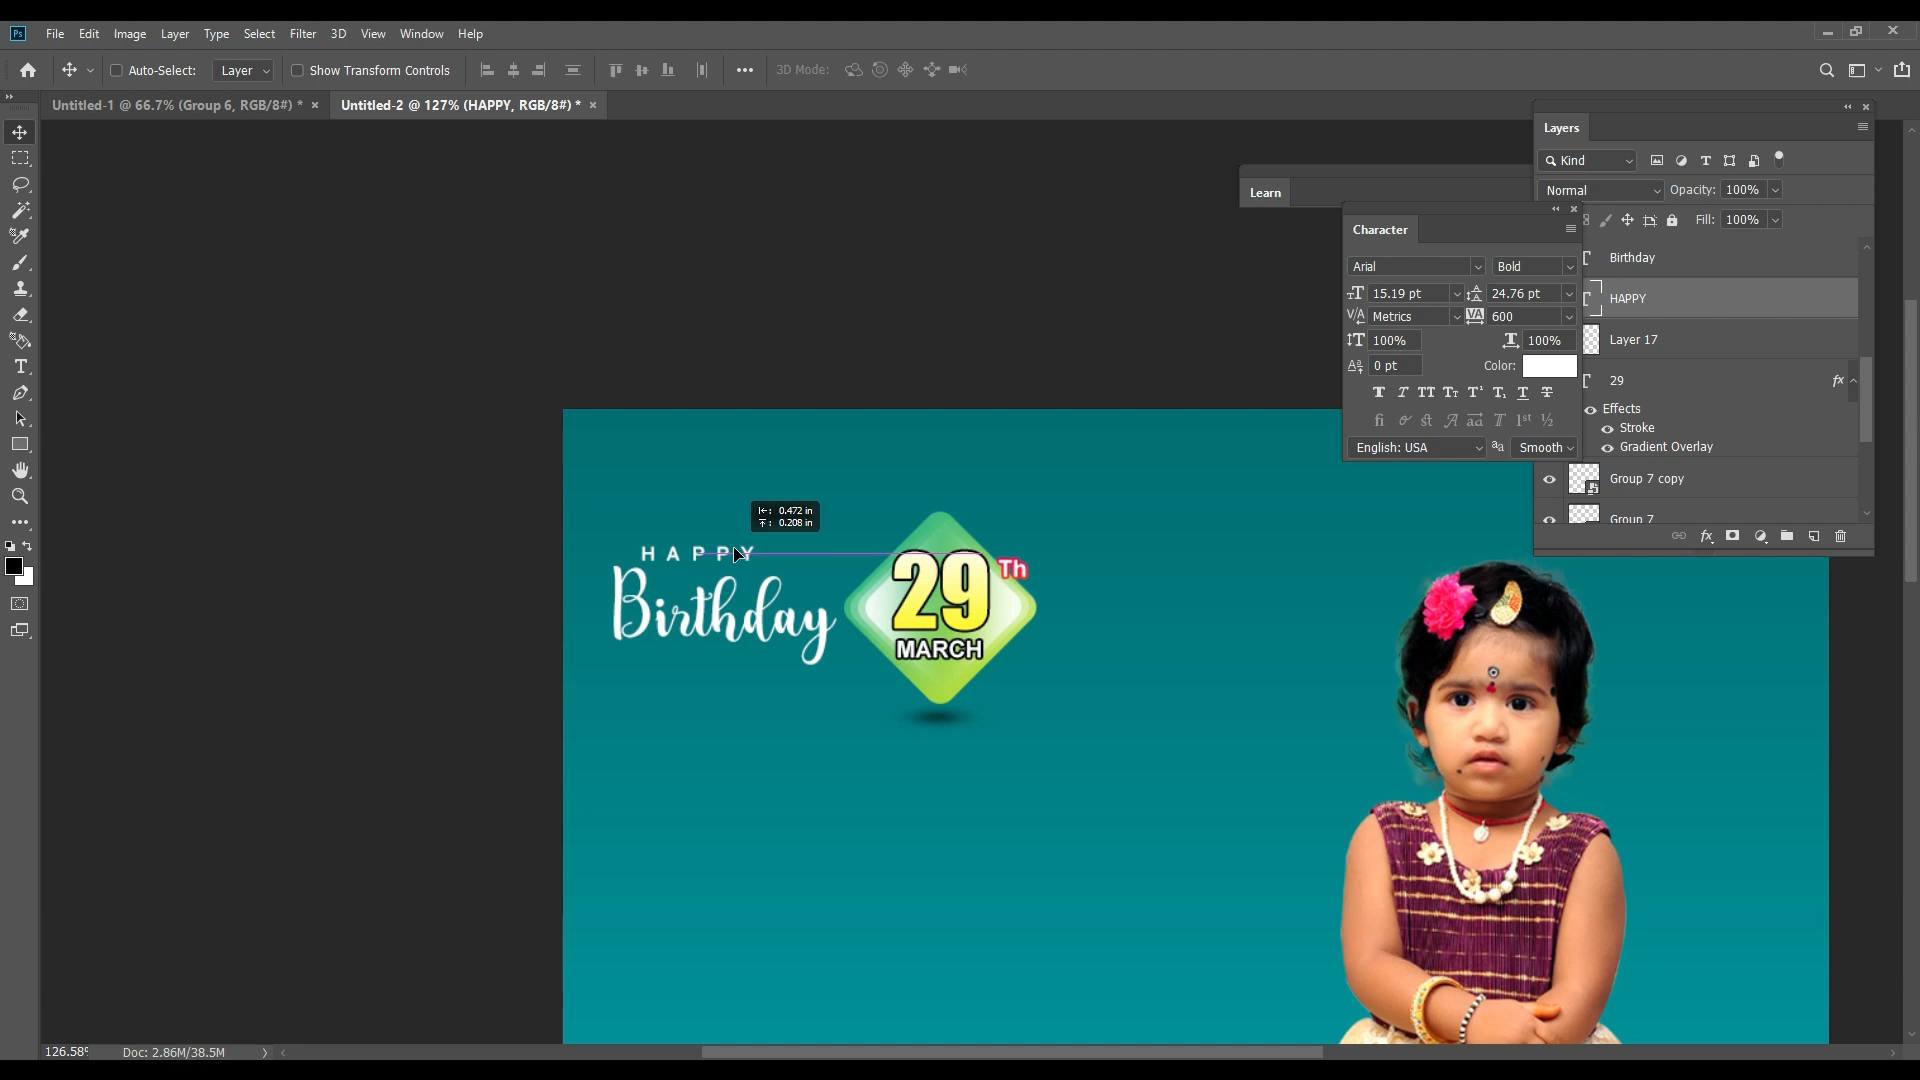 Ps File Edit Image Layer Type Select Filter 3D View Window Help
Auto-Select: Layer Show Transform Controls 3D Mode:
Untitled-1 @ 66.7% (Group 6, RGB/8#) * × Untitled-2 @ 127% (HAPPY, RGB/8#) * ×
Layers
Kind
Learn
Normal Opacity: 100%
Fill: 100%
Character
Arial Bold
15.19 pt 24.76 pt
Metrics 600
100% 100%
0 pt Color:
English: USA Smooth
Birthday
HAPPY
Layer 17
29 fx
Effects
Stroke
Gradient Overlay
Group 7 copy
Group 7
0.472 in
0.208 in
HAPPY
Birthday
29 Th
MARCH
126.58% Doc: 2.86M/38.5M